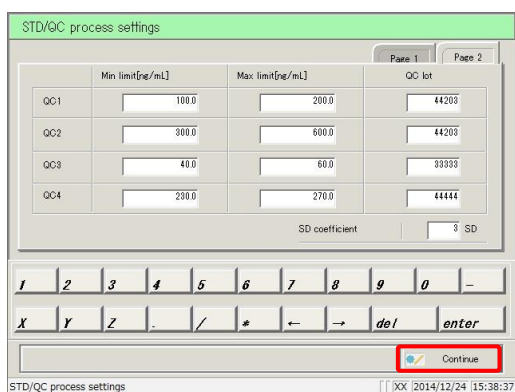 STD/QC process settings
Page 1 Page 2
Min limit[ng/mL] Max limit[ng/mL] QC lot
QC1 100.0 200.0 44203
QC2 300.0 600.0 44203
QC3 40.0 60.0 33333
QC4 230.0 270.0 44444
SD coefficient 3 SD
1 2 3 4 5 6 7 8 9 0 -
X Y Z . / * ← → del enter
Continue
STD/QC process settings XX 2014/12/24 15:38:37